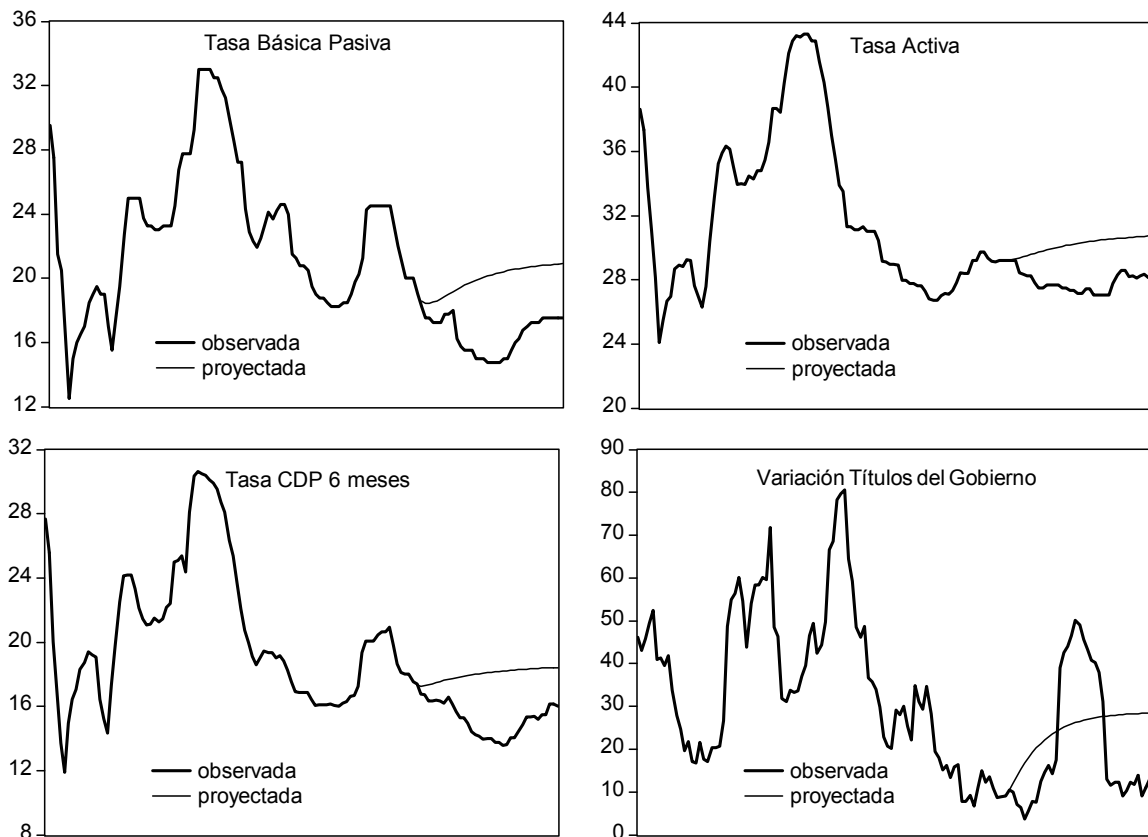 36
Tasa Básica Pasiva
32
28
24
20
16
observada
proyectada
12
44
Tasa Activa
40
36
32
28
24
observada
proyectada
20
32
Tasa CDP 6 meses
28
24
20
16
12
observada
proyectada
8
90
Variación Títulos del Gobierno
80
70
60
50
40
30
20
10
observada
proyectada
0